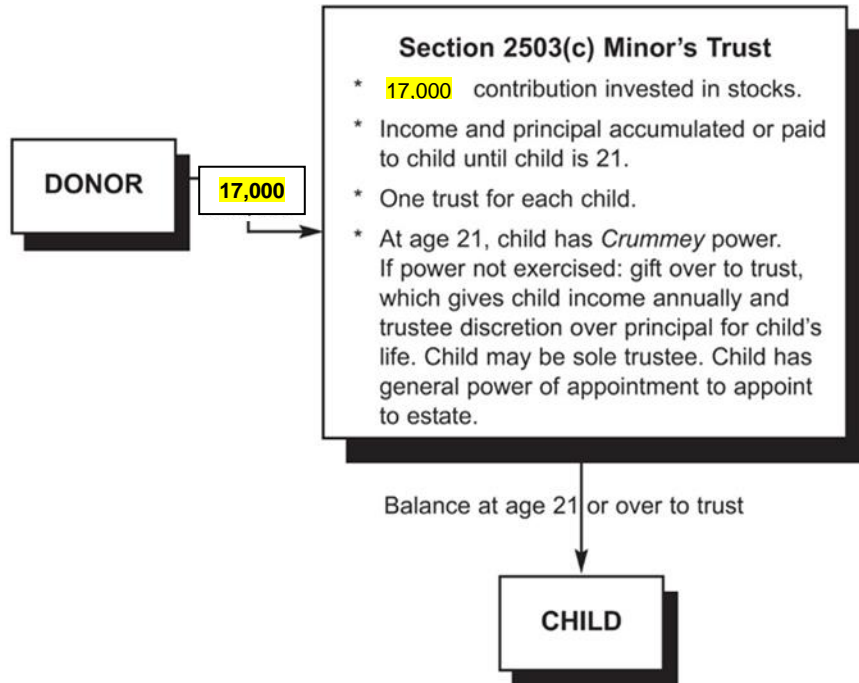 Section 2503(c) Minor's Trust
* 17.000 contribution invested in stocks.
* Income and principal accumulated or paid
to child until child is 21.
* One trust for each child.
* At age 21, child has Crummey power.
If power not exercised: gift over to trust,
which gives child income annually and
trustee discretion over principal for child's
life. Child may be sole trustee. Child has
general power of appointment to appoint
to estate.
DONOR
17,000
Balance at age 21 or over to trust
CHILD